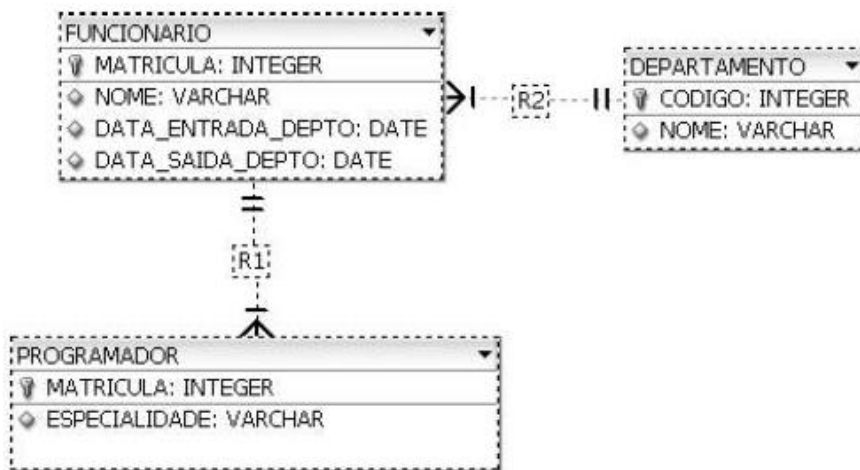 FUNCIONARIO
MATRICULA: INTEGER
NOME: VARCHAR
DATA_ENTRADA_DEPTO: DATE
DATA_SAIDA_DEPTO: DATE
R2
DEPARTAMENTO
CODIGO: INTEGER
NOME: VARCHAR
R1
PROGRAMADOR
MATRICULA: INTEGER
ESPECIALIDADE: VARCHAR